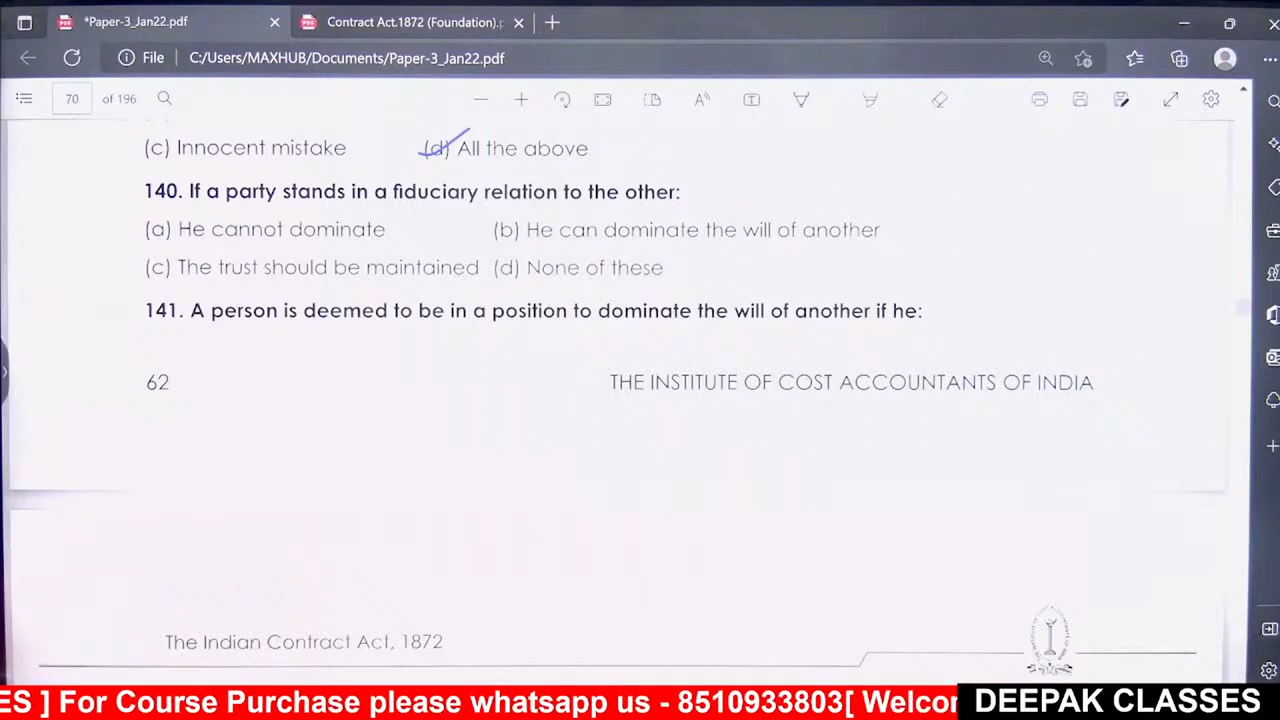 *Paper-3_Jan22.pdf
Contract Act.1872 (Foundation).p
File
C:/Users/MAXHUB/Documents/Paper-3_Jan22.pdf
70 of 196
(c) Innocent mistake (d) All the above
140. If a party stands in a fiduciary relation to the other:
(a) He cannot dominate (b) He can dominate the will of another
(c) The trust should be maintained (d) None of these
141. A person is deemed to be in a position to dominate the will of another if he:
62 THE INSTITUTE OF COST ACCOUNTANTS OF INDIA
The Indian Contract Act, 1872
ES ] For Course Purchase please whatsapp us - 8510933803[ Welcom
DEEPAK CLASSES